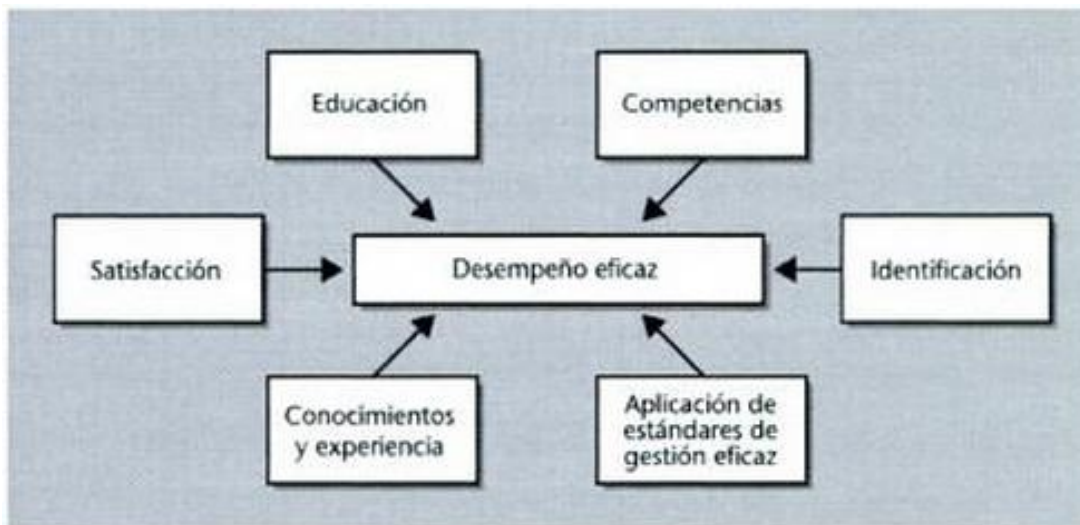 Educación
Competencias
Satisfacción
Desempeño eficaz
Identificación
Conocimientos
y experiencia
Aplicación de
estándares de
gestión eficaz